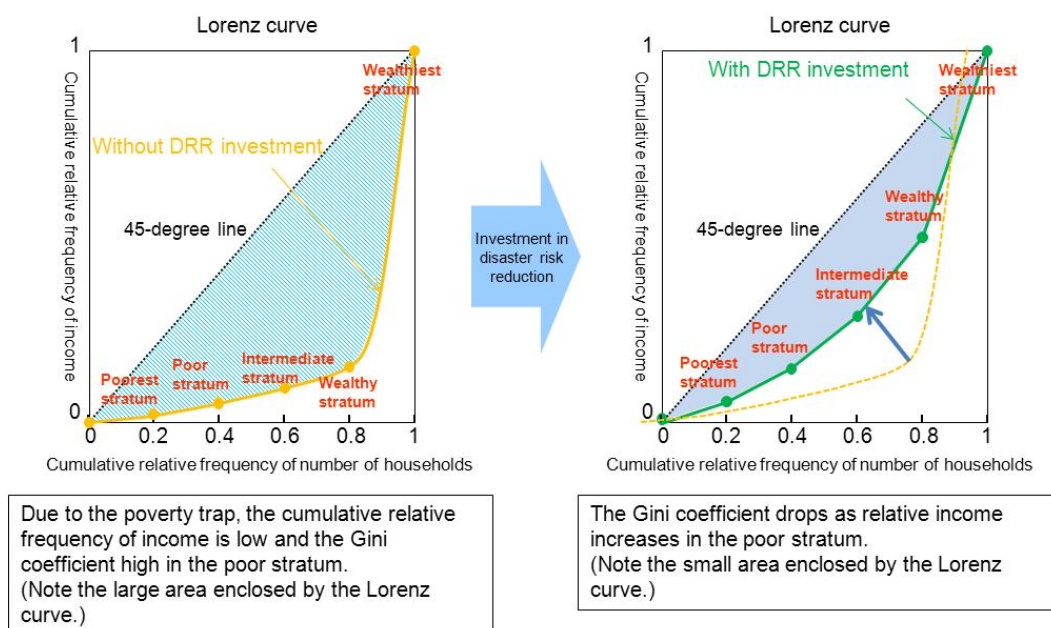 Lorenz curve
1
Cumulative relative frequency of income
Wealthiest
stratum
Without DRR investment
45-degree line
Poorest
stratum
Poor
stratum
Intermediate
stratum
Wealthy
stratum
0
0 0.2 0.4 0.6 0.8 1
Cumulative relative frequency of number of households
Due to the poverty trap, the cumulative relative
frequency of income is low and the Gini
coefficient high in the poor stratum.
(Note the large area enclosed by the Lorenz
curve.)
Investment in
disaster risk
reduction
Lorenz curve
1
Cumulative relative frequency of income
With DRR investment
Wealthiest
stratum
Wealthy
stratum
45-degree line
Intermediate
stratum
Poor
stratum
Poorest
stratum
0
0 0.2 0.4 0.6 0.8 1
Cumulative relative frequency of number of households
The Gini coefficient drops as relative income
increases in the poor stratum.
(Note the small area enclosed by the Lorenz
curve.)